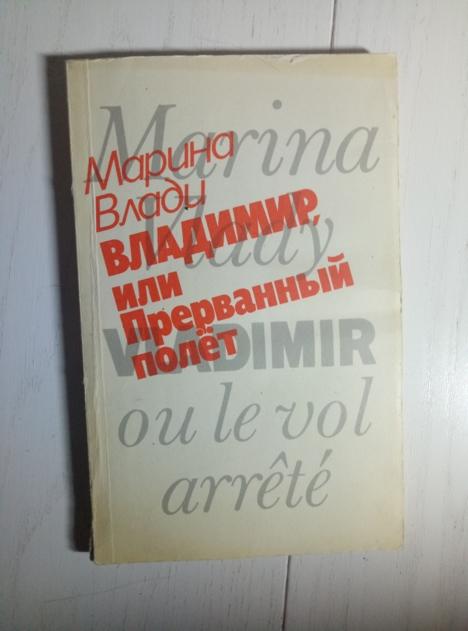 Marina
Vlady
VLADIMIR
ou le vol
arrêté
Марина
Влади
ВЛАДИМИР,
или
Прерванный
полёт